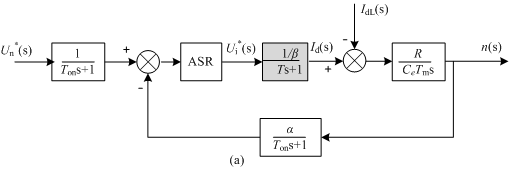 I_dL(s)
U_n^*(s)
1
T_on s+1
+
-
ASR
U_i^*(s)
1/β
Ts+1
I_d(s)
+
-
R
C_e T_m s
n(s)
α
T_on s+1
(a)